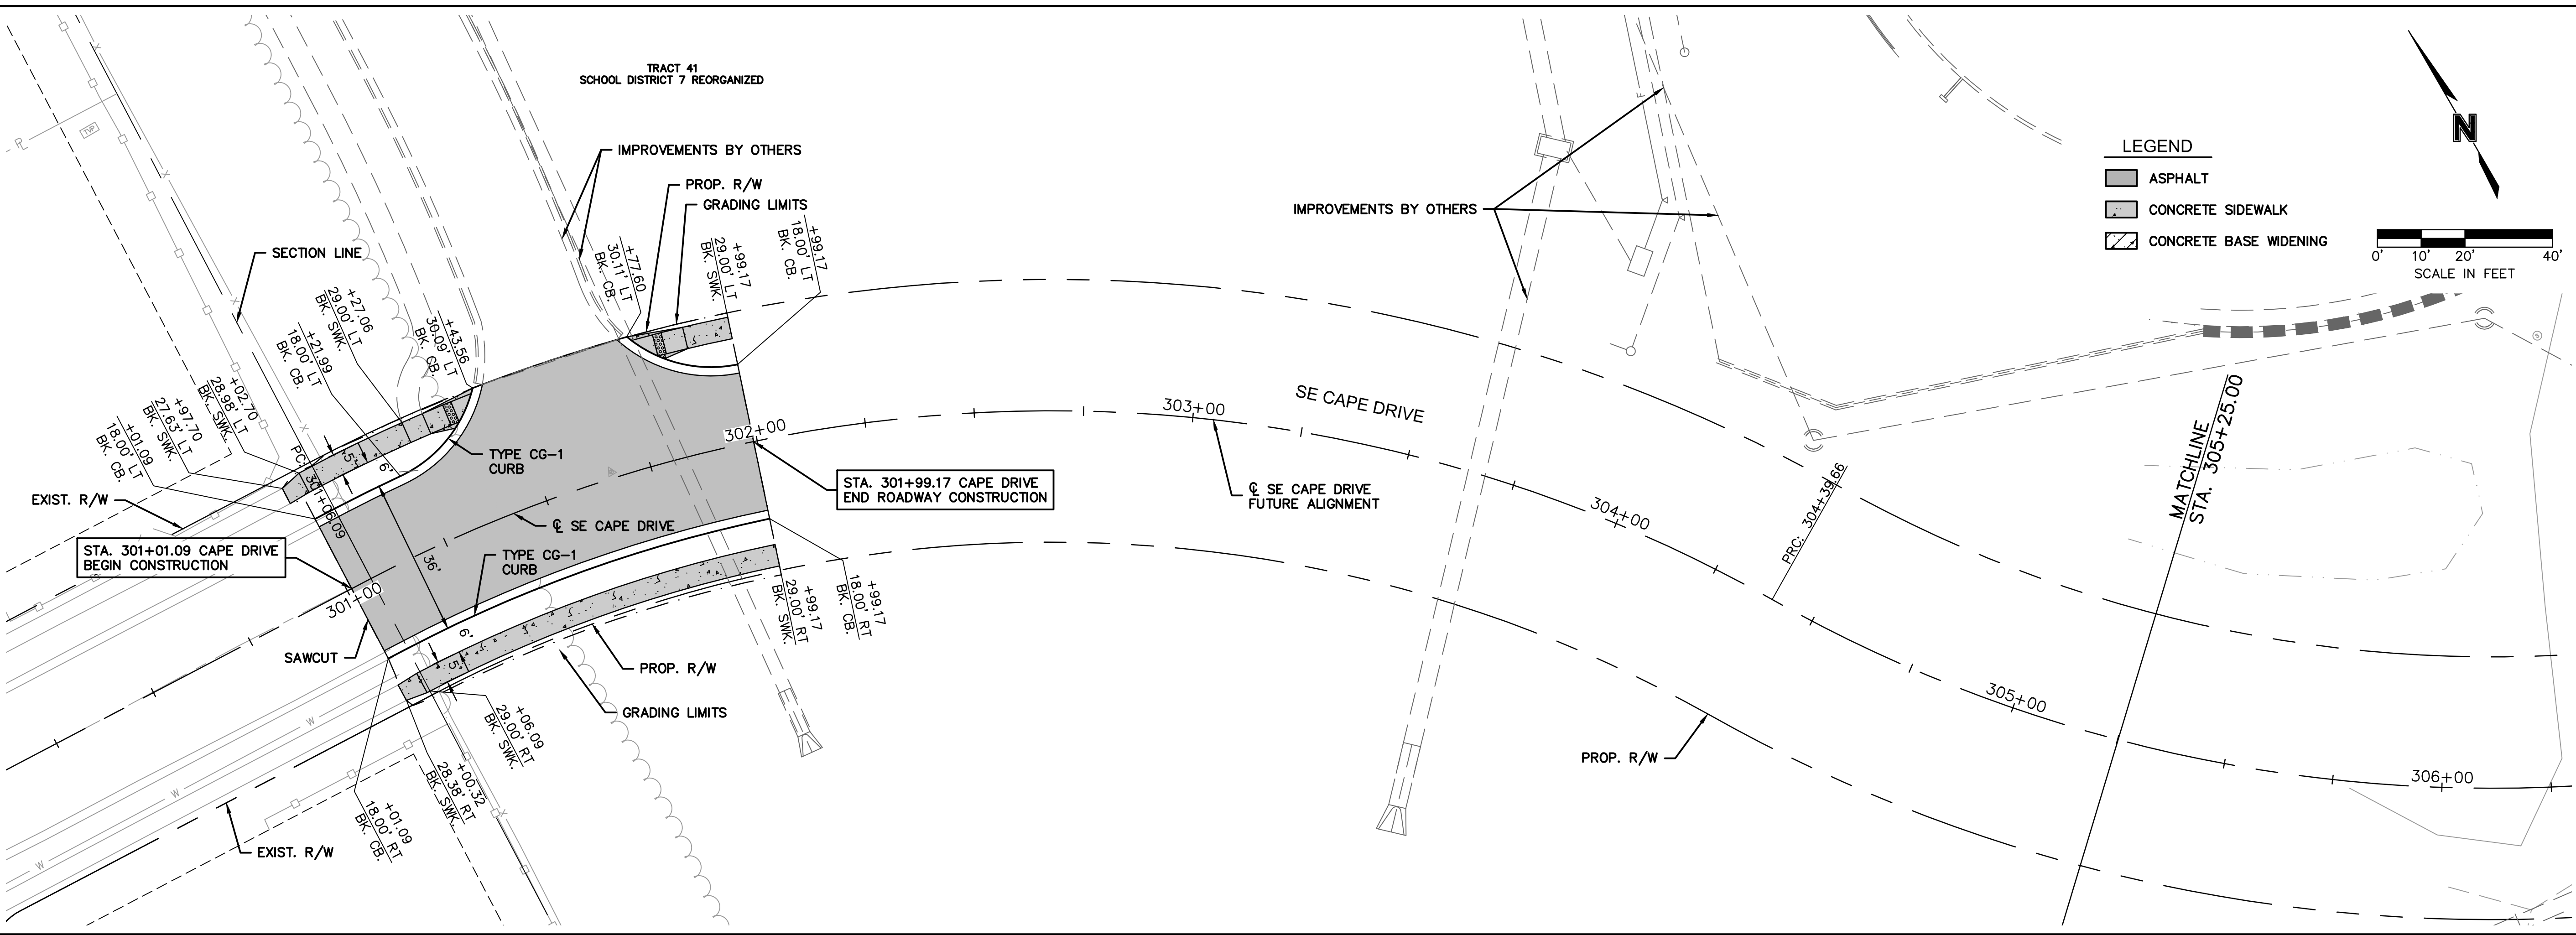 TRACT 41
SCHOOL DISTRICT 7 REORGANIZED
IMPROVEMENTS BY OTHERS
PROP. R/W
GRADING LIMITS
SECTION LINE
TVP
+77.60
30.11' LT
BK. CB.
+99.17
29.00' LT
BK. SWK.
+99.17
18.00' LT
BK. CB.
+27.06
29.00' LT
BK. SWK.
+21.99
18.00' LT
BK. CB.
+43.56
30.09' LT
BK. CB.
+02.70
28.98' LT
BK. SWK.
+97.70
27.63' LT
BK. SWK.
+01.09
18.00' LT
BK. CB.
PC: 301+06.09
5'
6'
TYPE CG-1
CURB
EXIST. R/W
STA. 301+01.09 CAPE DRIVE
BEGIN CONSTRUCTION
301+00
SAWCUT
36'
℄ SE CAPE DRIVE
TYPE CG-1
CURB
302+00
STA. 301+99.17 CAPE DRIVE
END ROADWAY CONSTRUCTION
6'
5'
+99.17
29.00' RT
BK. SWK.
+99.17
18.00' RT
BK. CB.
PROP. R/W
GRADING LIMITS
+06.09
29.00' RT
BK. SWK.
+00.32
28.38' RT
BK. SWK.
+01.09
18.00' RT
BK. CB.
EXIST. R/W
W
W
W
X
X
X
X
X
X
303+00
SE CAPE DRIVE
℄ SE CAPE DRIVE
FUTURE ALIGNMENT
IMPROVEMENTS BY OTHERS
F
304+00
PRC: 304+39.66
PROP. R/W
305+00
MATCHLINE
STA. 305+25.00
306+00
S
N
LEGEND
ASPHALT
CONCRETE SIDEWALK
CONCRETE BASE WIDENING
0' 10' 20' 40'
SCALE IN FEET